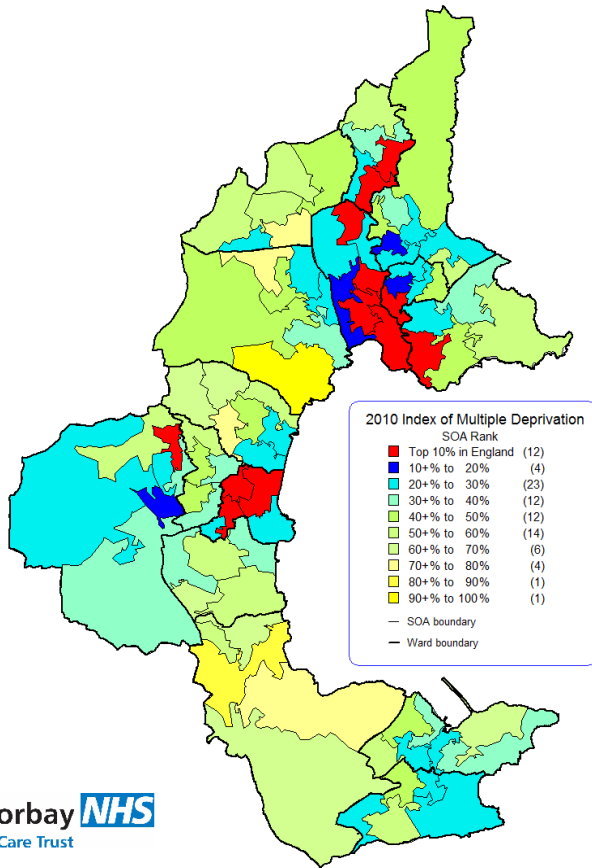 2010 Index of Multiple Deprivation
SOA Rank
Top 10% in England (12)
10+% to 20% (4)
20+% to 30% (23)
30+% to 40% (12)
40+% to 50% (12)
50+% to 60% (14)
60+% to 70% (6)
70+% to 80% (4)
80+% to 90% (1)
90+% to 100% (1)
SOA boundary
Ward boundary
orbay NHS
Care Trust